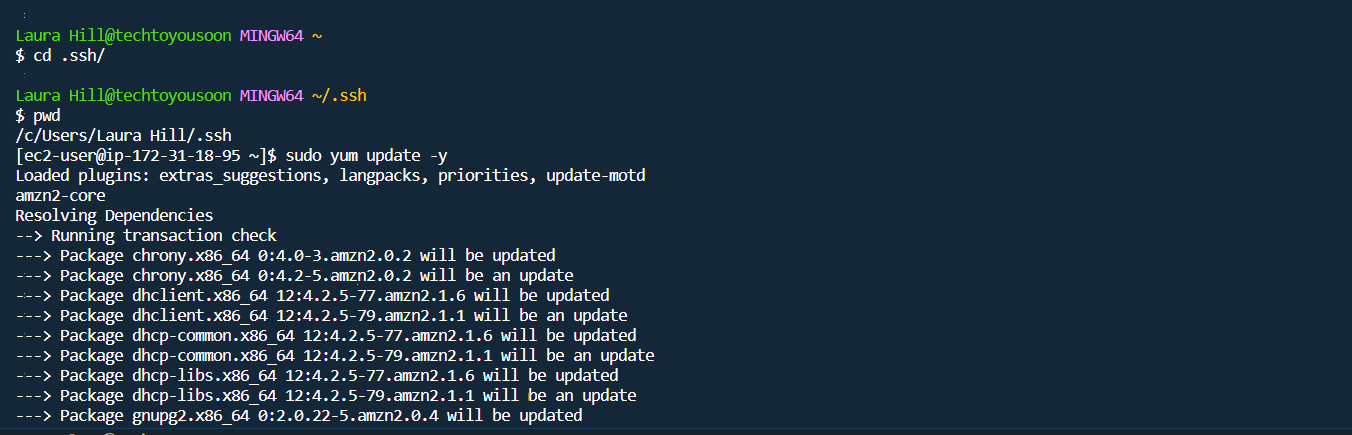 Laura Hill@techtoyousoon MINGW64 ~
$ cd .ssh/
Laura Hill@techtoyousoon MINGW64 ~/.ssh
$ pwd
/c/Users/Laura Hill/.ssh
[ec2-user@ip-172-31-18-95 ~]$ sudo yum update -y
Loaded plugins: extras_suggestions, langpacks, priorities, update-motd
amzn2-core
Resolving Dependencies
--> Running transaction check
---> Package chrony.x86_64 0:4.0-3.amzn2.0.2 will be updated
---> Package chrony.x86_64 0:4.2-5.amzn2.0.2 will be an update
---> Package dhclient.x86_64 12:4.2.5-77.amzn2.1.6 will be updated
---> Package dhclient.x86_64 12:4.2.5-79.amzn2.1.1 will be an update
---> Package dhcp-common.x86_64 12:4.2.5-77.amzn2.1.6 will be updated
---> Package dhcp-common.x86_64 12:4.2.5-79.amzn2.1.1 will be an update
---> Package dhcp-libs.x86_64 12:4.2.5-77.amzn2.1.6 will be updated
---> Package dhcp-libs.x86_64 12:4.2.5-79.amzn2.1.1 will be an update
---> Package gnupg2.x86_64 0:2.0.22-5.amzn2.0.4 will be updated